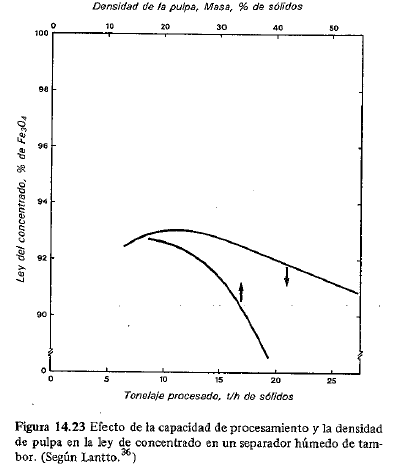 Densidad de la pulpa, Masa, % de sólidos
0 10 20 30 40 50
100
98
96
94
92
90
0
Ley del concentrado, % de Fe3O4
0 5 10 15 20 25
Tonelaje procesado, t/h de sólidos
Figura 14.23 Efecto de la capacidad de procesamiento y la densidad
de pulpa en la ley de concentrado en un separador húmedo de tam-
bor. (Según Lantto.36)